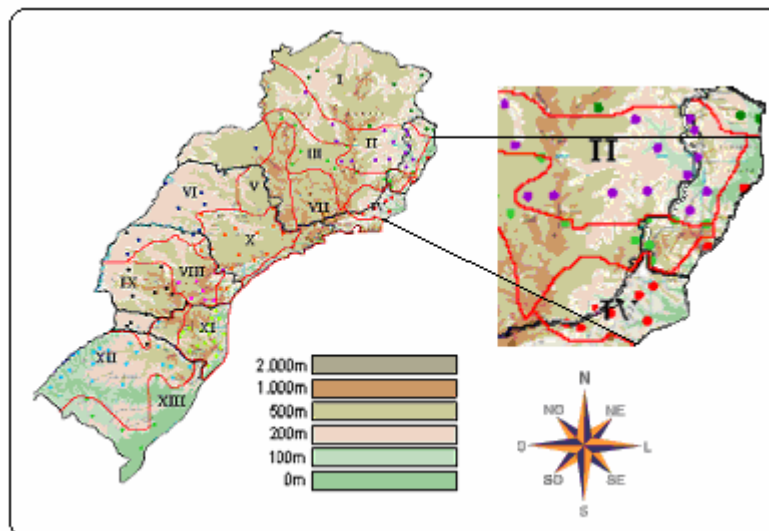 I
II
III
IV
V
VI
VII
VIII
IX
X
XI
XII
XIII
II
IV
2.000m
1.000m
500m
200m
100m
0m
N
NO NE
O L
SO SE
S